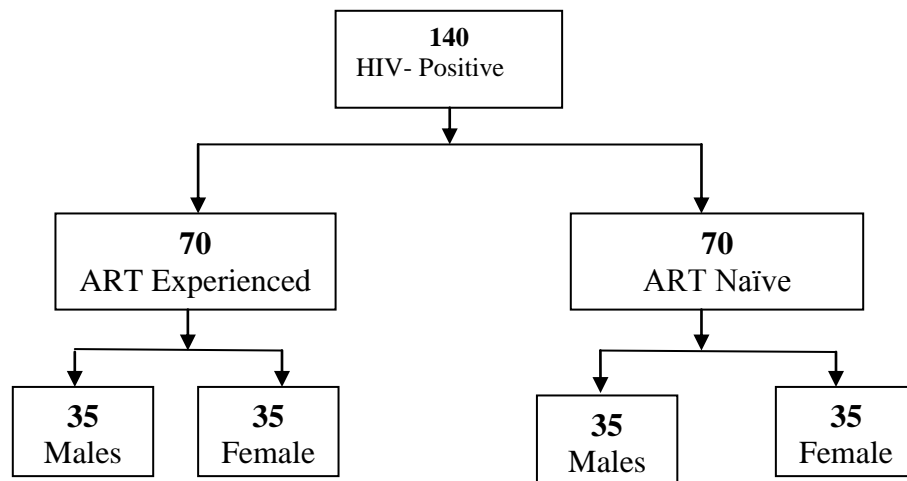 140
HIV- Positive
70
ART Experienced
70
ART Naïve
35
Males
35
Female
35
Males
35
Female